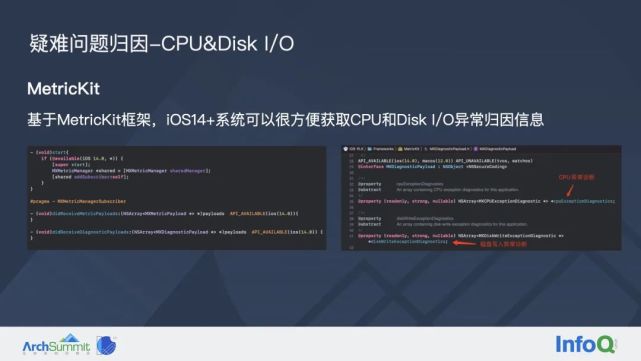 疑难问题归因-CPU&Disk I/O
MetricKit
基于MetricKit框架，iOS14+系统可以很方便获取CPU和Disk I/O异常归因信息
- (void)start{
if (@available(iOS 14.0, *)) {
[super start];
MXMetricManager *shared = [MXMetricManager sharedManager];
[shared addSubscriber:self];
}
}
#pragma - MXMetricManagerSubscriber
- (void)didReceiveMetricPayloads:(NSArray<MXMetricPayload *> *)payloads API_AVAILABLE(ios(14.0)){
}
- (void)didReceiveDiagnosticPayloads:(NSArray<MXDiagnosticPayload *> *)payloads API_AVAILABLE(ios(14.0)) {
}
Frameworks
MetricKit
MXDiagnosticPayload.h
MXDiagnosticPayload
API_AVAILABLE(ios(14.0), macos(12.0)) API_UNAVAILABLE(tvos, watchos)
@interface MXDiagnosticPayload : NSObject <NSSecureCoding>
@property cpuExceptionDiagnostics
@abstract An array containing CPU exception diagnostics for this application.
CPU异常诊断
@property (readonly, strong, nullable) NSArray<MXCPUExceptionDiagnostic *> *cpuExceptionDiagnostics;
@property diskWriteExceptionDiagnostics
@abstract An array containing disk write exception diagnostics for this application.
@property (readonly, strong, nullable) NSArray<MXDiskWriteExceptionDiagnostic *>
*diskWriteExceptionDiagnostics;
磁盘写入异常诊断
ArchSummit
InfoQ